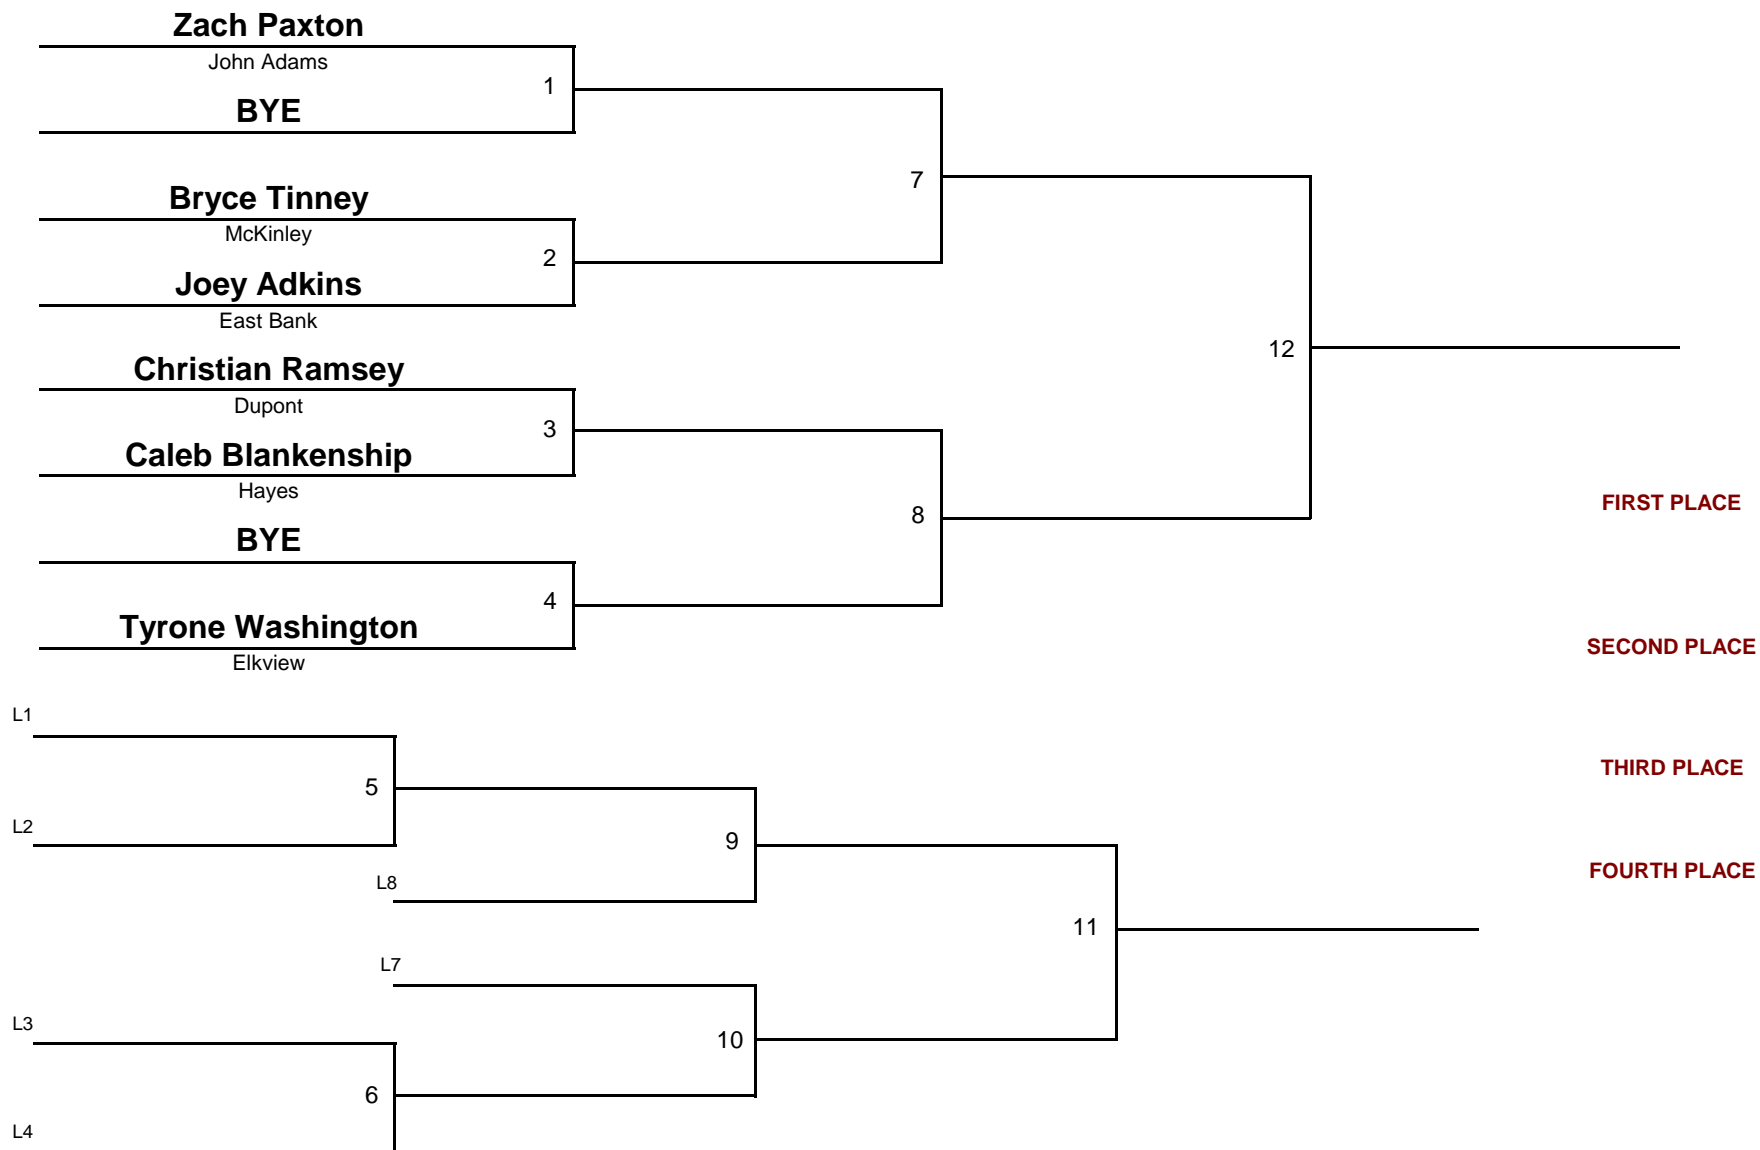 Zach Paxton
John Adams
1
BYE
Bryce Tinney
7
McKinley
2
Joey Adkins
East Bank
12
Christian Ramsey
Dupont
3
Caleb Blankenship
Hayes
FIRST PLACE
8
BYE
4
Tyrone Washington
SECOND PLACE
Elkview
L1
THIRD PLACE
5
L2
9
FOURTH PLACE
L8
11
L7
L3
10
6
L4